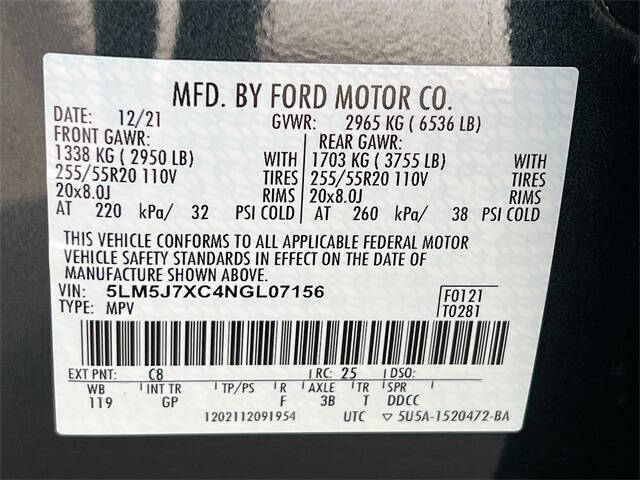 MFD. BY FORD MOTOR CO.
DATE: 12/21 GVWR: 2965 KG ( 6536 LB)
FRONT GAWR: REAR GAWR:
1338 KG ( 2950 LB) WITH 1703 KG ( 3755 LB) WITH
255/55R20 110V TIRES 255/55R20 110V TIRES
20x8.0J RIMS 20x8.0J RIMS
AT 220 kPa/ 32 PSI COLD AT 260 kPa/ 38 PSI COLD
THIS VEHICLE CONFORMS TO ALL APPLICABLE FEDERAL MOTOR
VEHICLE SAFETY STANDARDS IN EFFECT ON THE DATE OF
MANUFACTURE SHOWN ABOVE.
VIN: 5LM5J7XC4NGL07156 F0121
TYPE: MPV T0281
EXT PNT: C8 RC: 25 DSO:
WB INT TR TP/PS R AXLE TR SPR
119 GP F 3B T DDCC
1202112091954 UTC ▽ 5U5A-1520472-BA